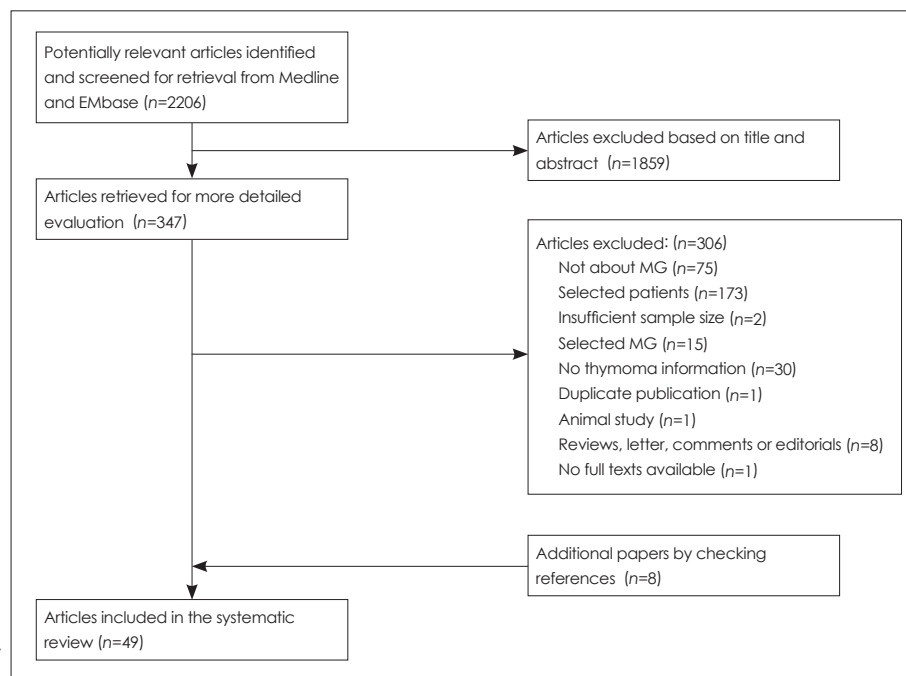 Potentially relevant articles identified
and screened for retrieval from Medline
and EMbase (n=2206)
Articles excluded based on title and
abstract (n=1859)
Articles retrieved for more detailed
evaluation (n=347)
Articles excluded: (n=306)
Not about MG (n=75)
Selected patients (n=173)
Insufficient sample size (n=2)
Selected MG (n=15)
No thymoma information (n=30)
Duplicate publication (n=1)
Animal study (n=1)
Reviews, letter, comments or editorials (n=8)
No full texts available (n=1)
Additional papers by checking
references (n=8)
Articles included in the systematic
review (n=49)